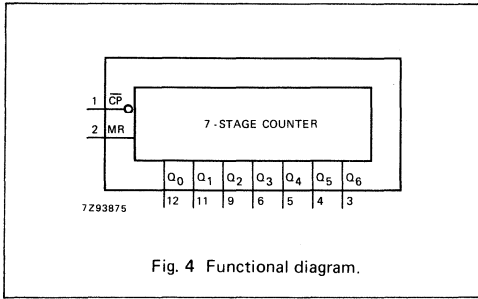 1 CP
7 - STAGE COUNTER
2 MR
Q0 Q1 Q2 Q3 Q4 Q5 Q6
12 11 9 6 5 4 3
7Z93875
Fig. 4 Functional diagram.